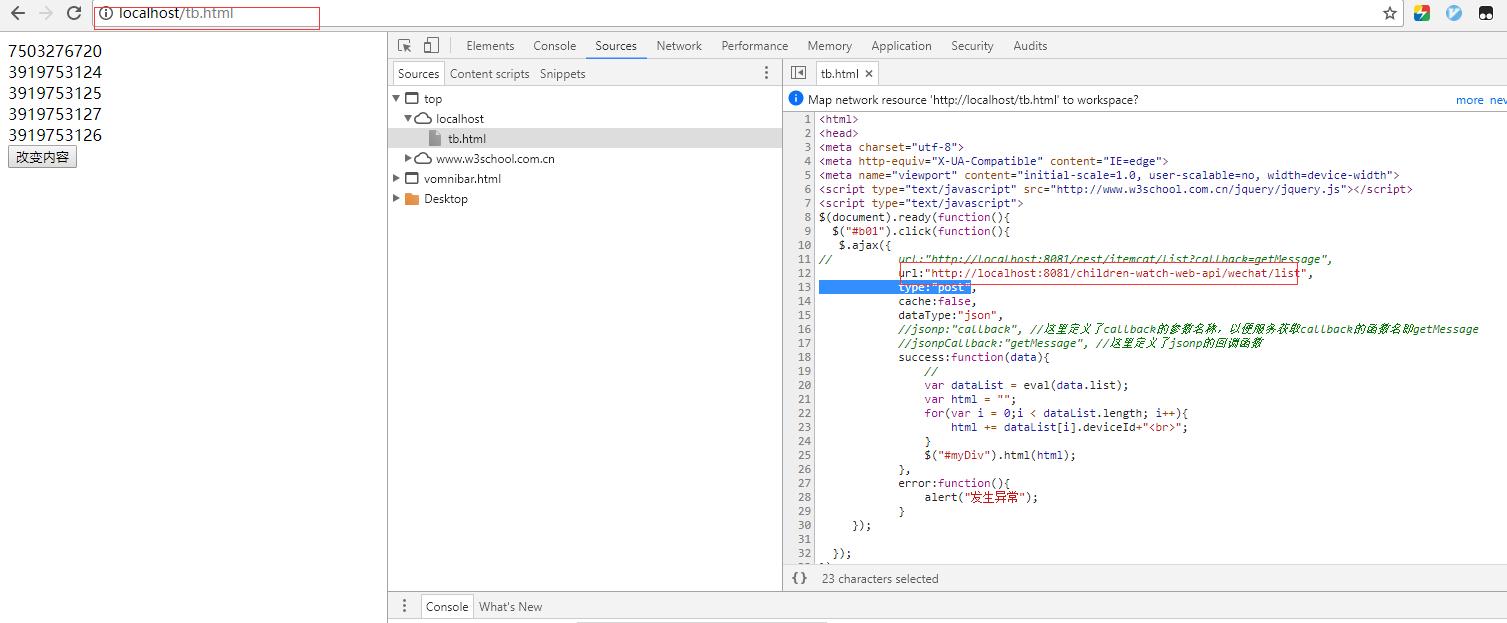 localhost/tb.html
7503276720
3919753124
3919753125
3919753127
3919753126
改变内容
Elements Console Sources Network Performance Memory Application Security Audits
Sources Content scripts Snippets
top
localhost
tb.html
www.w3school.com.cn
vomnibar.html
Desktop
tb.html ×
Map network resource 'http://localhost/tb.html' to workspace? more nev
1 <html>
2 <head>
3 <meta charset="utf-8">
4 <meta http-equiv="X-UA-Compatible" content="IE=edge">
5 <meta name="viewport" content="initial-scale=1.0, user-scalable=no, width=device-width">
6 <script type="text/javascript" src="http://www.w3school.com.cn/jquery/jquery.js"></script>
7 <script type="text/javascript">
8 $(document).ready(function(){
9 $("#b01").click(function(){
10 $.ajax({
11 // url:"http://localhost:8081/rest/itemcat/list?callback=getMessage",
12 url:"http://localhost:8081/children-watch-web-api/wechat/list",
13 type:"post",
14 cache:false,
15 dataType:"json",
16 //jsonp:"callback", //这里定义了callback的参数名称，以便服务获取callback的函数名即getMessage
17 //jsonpCallback:"getMessage", //这里定义了jsonp的回调函数
18 success:function(data){
19 //
20 var dataList = eval(data.list);
21 var html = "";
22 for(var i = 0;i < dataList.length; i++){
23 html += dataList[i].deviceId+"<br>";
24 }
25 $("#myDiv").html(html);
26 },
27 error:function(){
28 alert("发生异常");
29 }
30 });
31
32 });
{} 23 characters selected
Console What's New